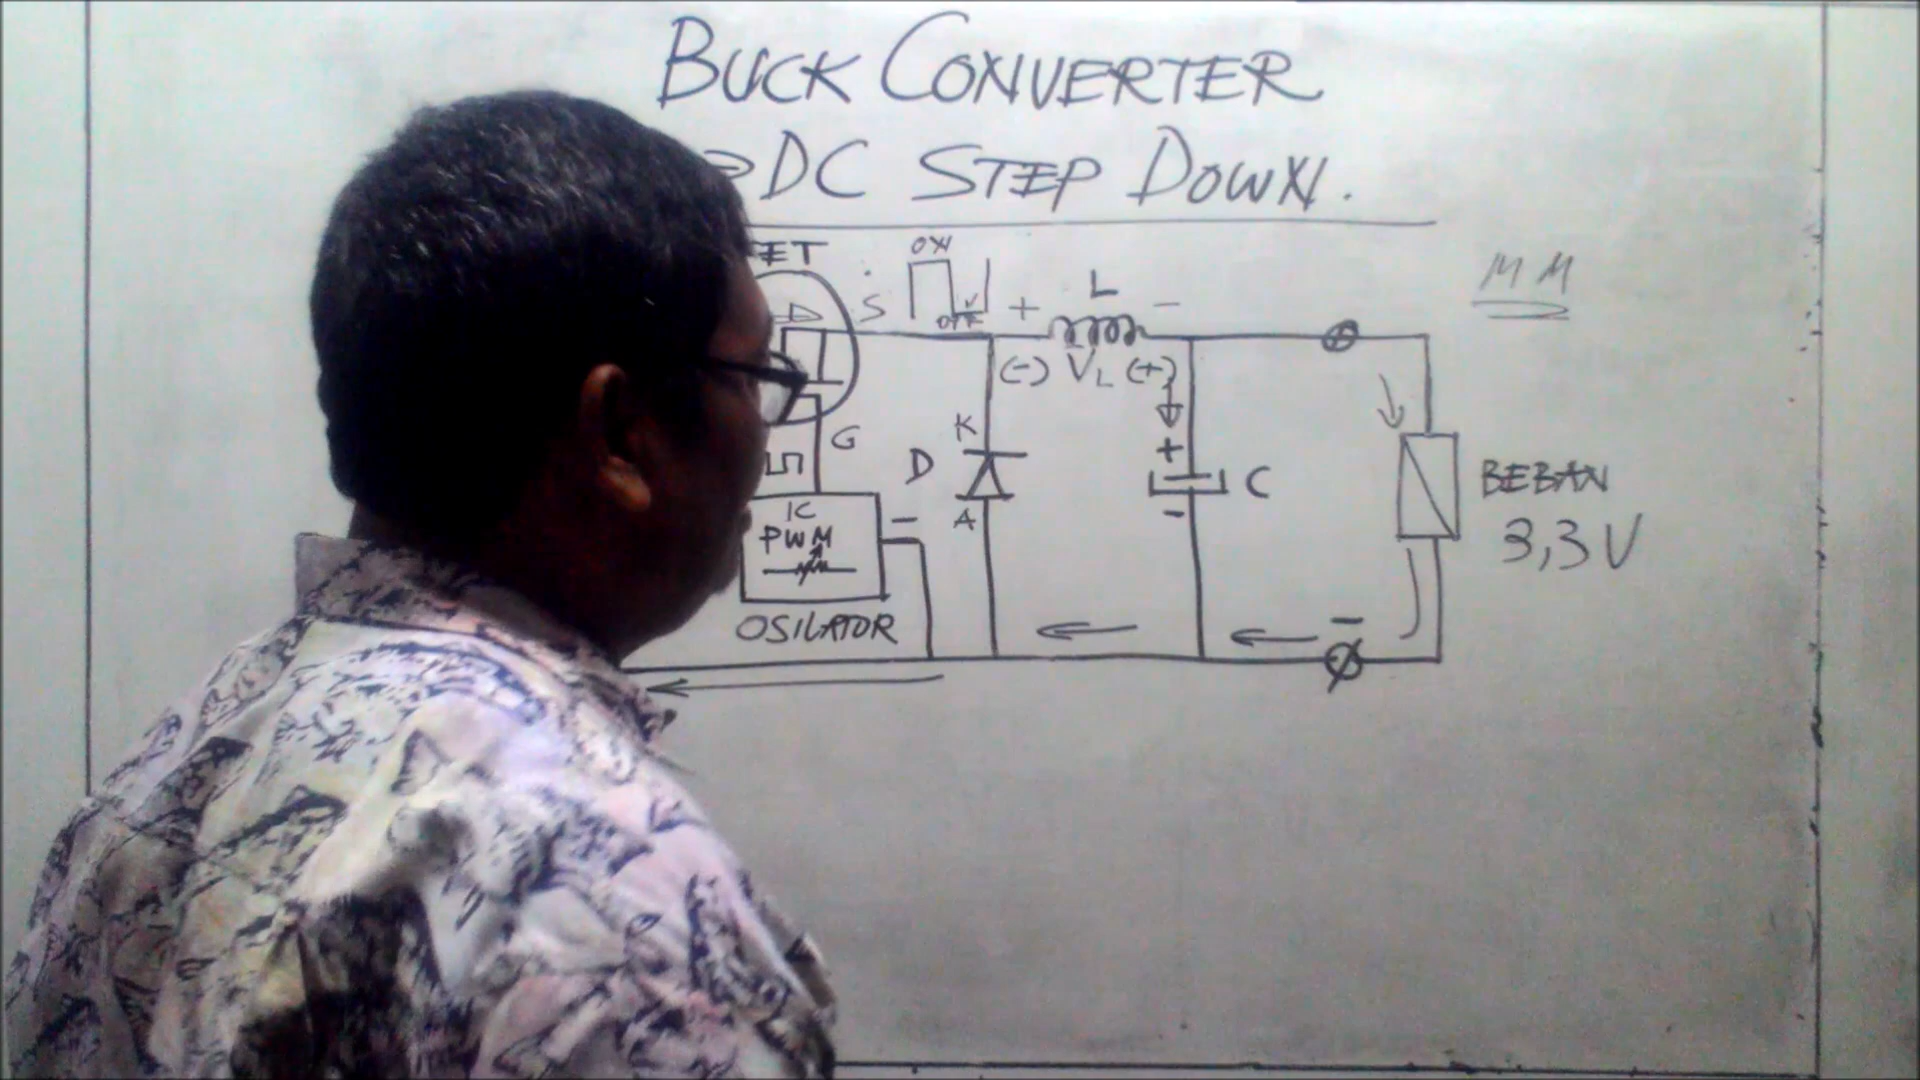 BUCK CONVERTER
DC STEP DOWN.
ON
S
OFF
+ L -
(-) VL (+)
MM
G
K
D
A
+
C
-
BEBAN
3,3V
IC
PWM
-
OSILATOR
-